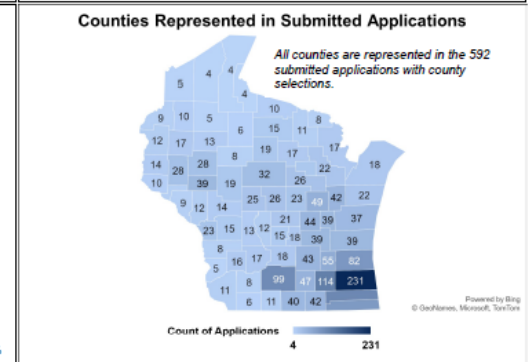 Counties Represented in Submitted Applications
All counties are represented in the 592
submitted applications with county
selections.
5 4 4
4
10
9 10 5 6 15 11 8
12 17 13 8 19 17 17
14 28 28 32 22 18
10 39 19 26
9 12 14 25 26 23 49 42 22
23 15 13 12 21 44 39 37
8 15 18 39 39
5 16 17 18 43 55 82
11 8 99 47 114 231
6 11 40 42
Powered by Bing
© GeoNames, Microsoft, TomTom
Count of Applications
4 231